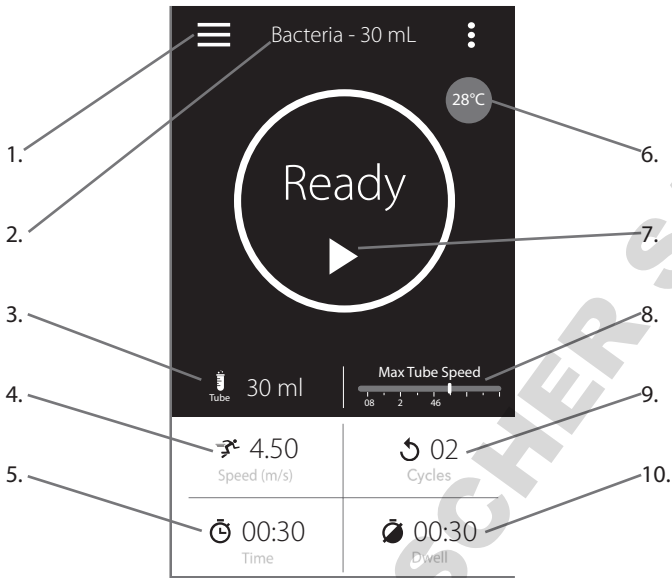 Bacteria - 30 mL
28°C
1.
6.
Ready
2.
7.
3.
8.
Max Tube Speed
Tube
30 ml
08 2 46
4.
9.
4.50
02
Speed (m/s)
Cycles
5.
10.
00:30
00:30
Time
Dwell
SCHER